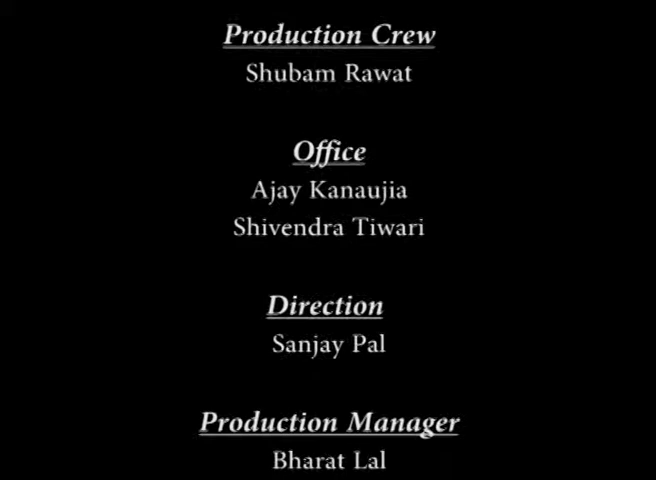 Production Crew
Shubam Rawat
Office
Ajay Kanaujia
Shivendra Tiwari
Direction
Sanjay Pal
Production Manager
Bharat Lal